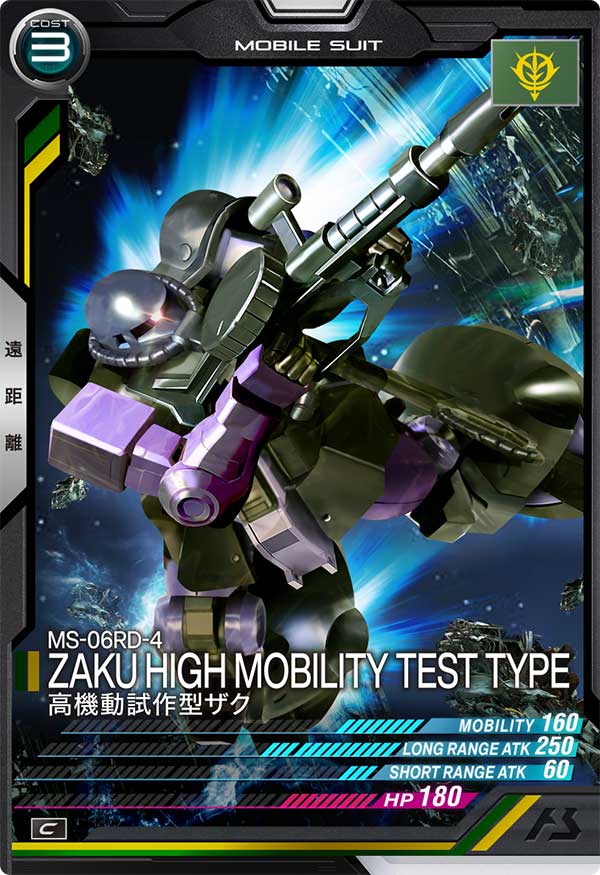 COST
3
MOBILE SUIT
遠距離
MS-06RD-4
ZAKU HIGH MOBILITY TEST TYPE
高機動試作型ザク
MOBILITY 160
LONG RANGE ATK 250
SHORT RANGE ATK 60
HP 180
C